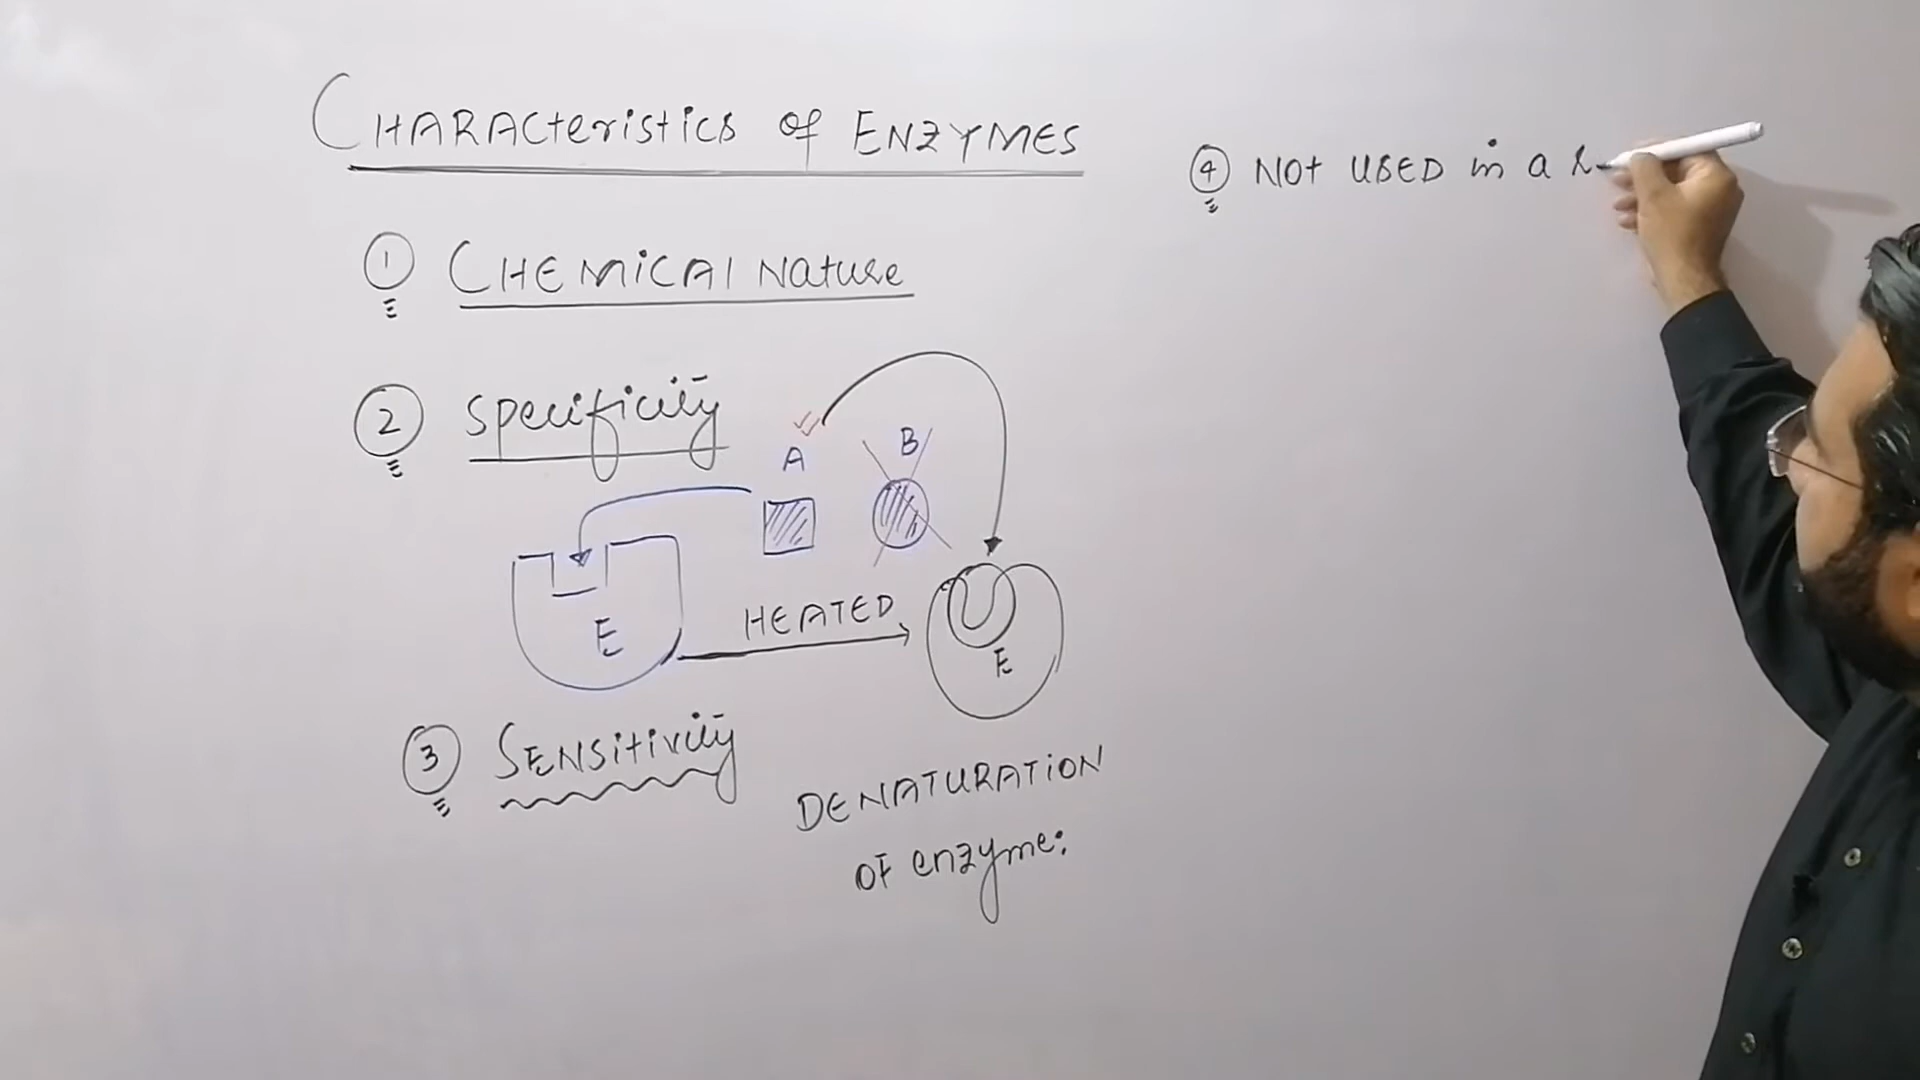 CHARACteristics of ENZYMES
① CHEMICAl Nature
② Specificity
A
B
E
HEATED
E
③ SENSitivity
DENATURATION
OF enzyme:
④ NOt USED in a r